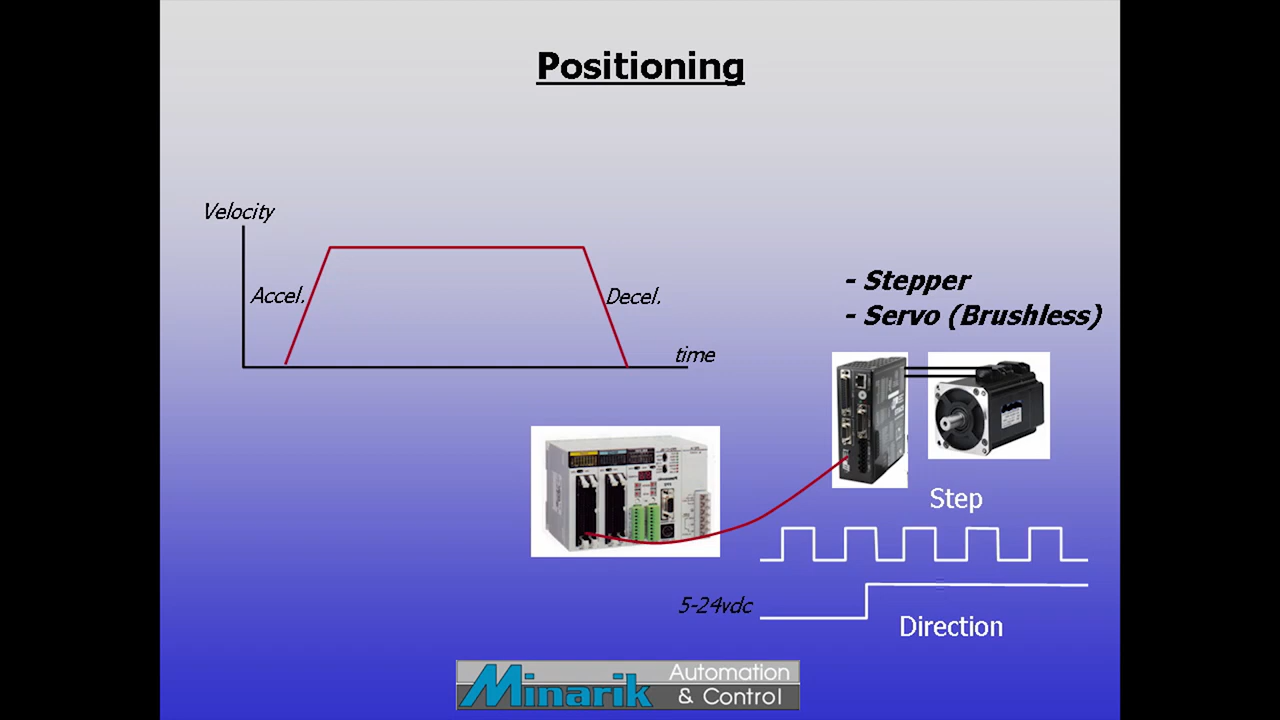 Positioning
Velocity
Accel.
Decel.
time
- Stepper
- Servo (Brushless)
Step
5-24vdc
Direction
Minarik Automation
& Control